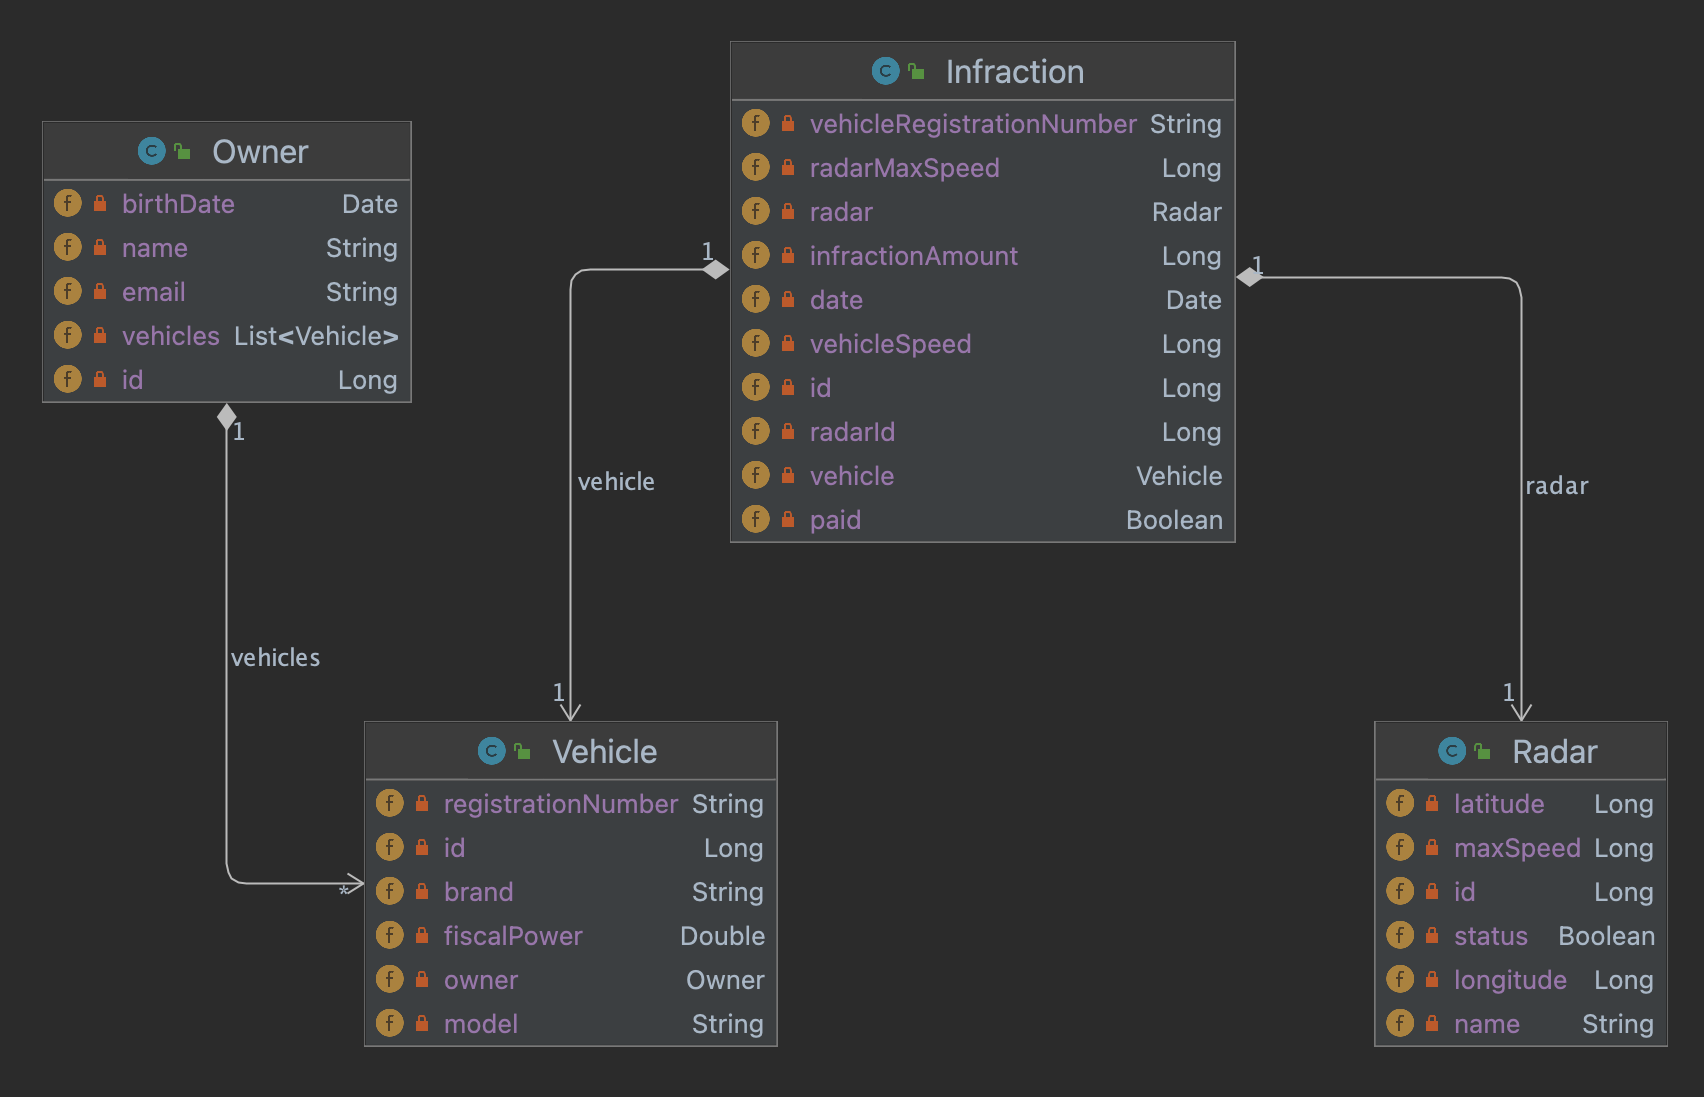 Owner
birthDate Date
name String
email String
vehicles List<Vehicle>
id Long
1
vehicles
*
Infraction
vehicleRegistrationNumber String
radarMaxSpeed Long
radar Radar
infractionAmount Long
date Date
vehicleSpeed Long
id Long
radarId Long
vehicle Vehicle
paid Boolean
1
vehicle
1
1
radar
1
Vehicle
registrationNumber String
id Long
brand String
fiscalPower Double
owner Owner
model String
Radar
latitude Long
maxSpeed Long
id Long
status Boolean
longitude Long
name String